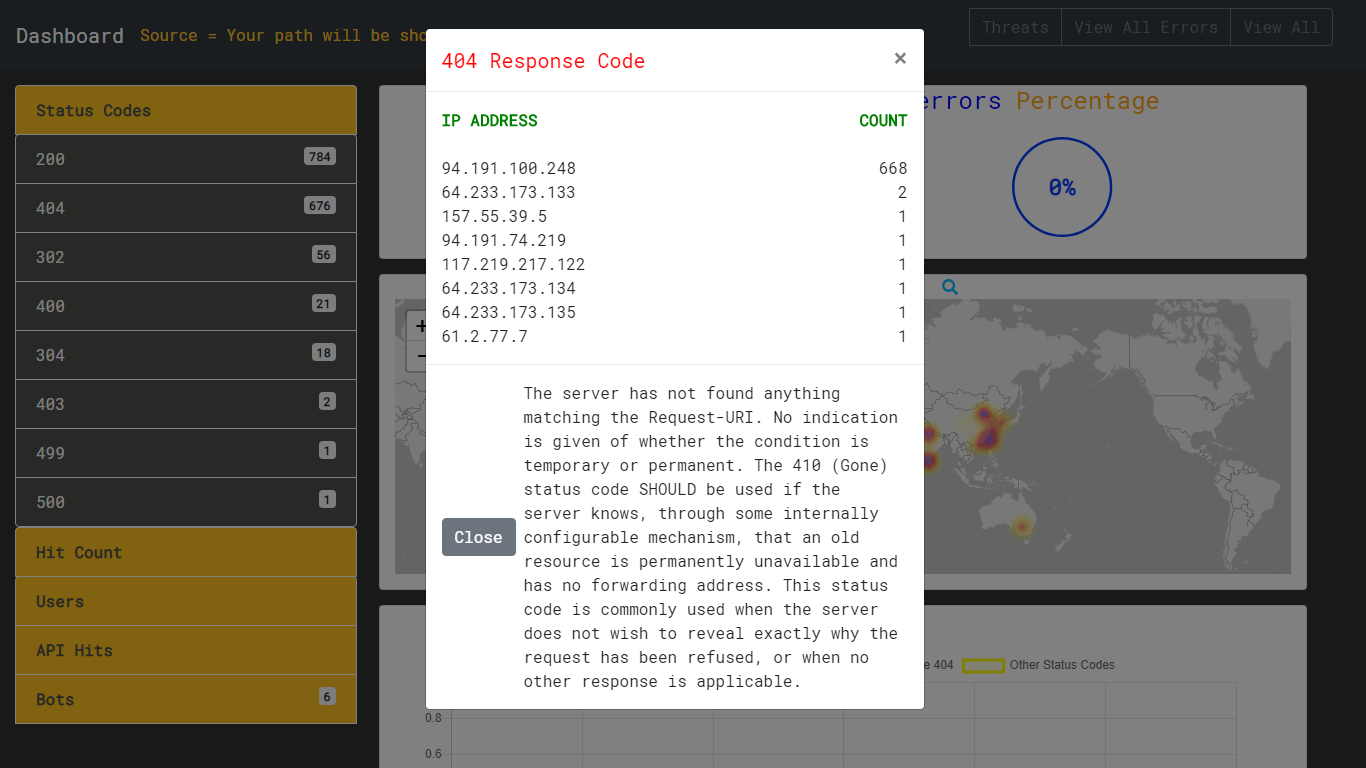 Dashboard Source = Your path will be sho
Threats View All Errors View All
Status Codes
200 784
404 676
302 56
400 21
304 18
403 2
499 1
500 1
Hit Count
Users
API Hits
Bots 6
404 Response Code ×
IP ADDRESS COUNT
94.191.100.248 668
64.233.173.133 2
157.55.39.5 1
94.191.74.219 1
117.219.217.122 1
64.233.173.134 1
64.233.173.135 1
61.2.77.7 1
Close
The server has not found anything
matching the Request-URI. No indication
is given of whether the condition is
temporary or permanent. The 410 (Gone)
status code SHOULD be used if the
server knows, through some internally
configurable mechanism, that an old
resource is permanently unavailable and
has no forwarding address. This status
code is commonly used when the server
does not wish to reveal exactly why the
request has been refused, or when no
other response is applicable.
errors Percentage
0%
+
−
e 404 Other Status Codes
0.8
0.6